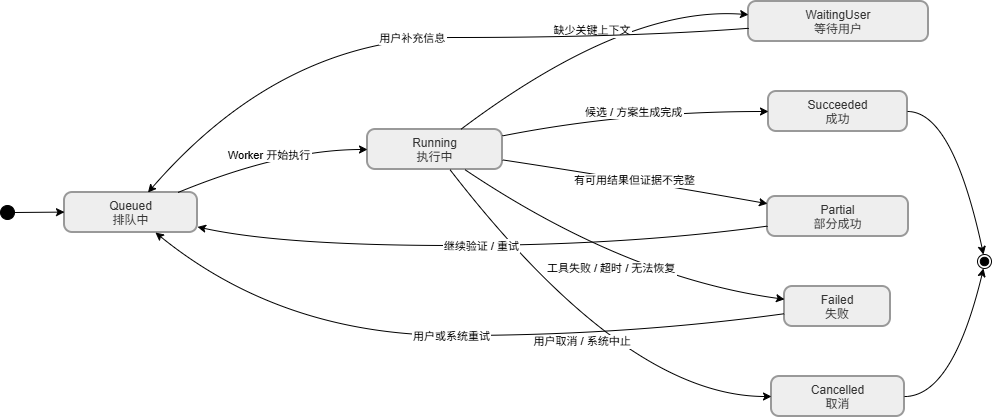 WaitingUser
等待用户
缺少关键上下文
用户补充信息
Succeeded
成功
候选 / 方案生成完成
Running
执行中
Worker 开始执行
有可用结果但证据不完整
Queued
排队中
Partial
部分成功
继续验证 / 重试
工具失败 / 超时 / 无法恢复
Failed
失败
用户或系统重试
用户取消 / 系统中止
Cancelled
取消